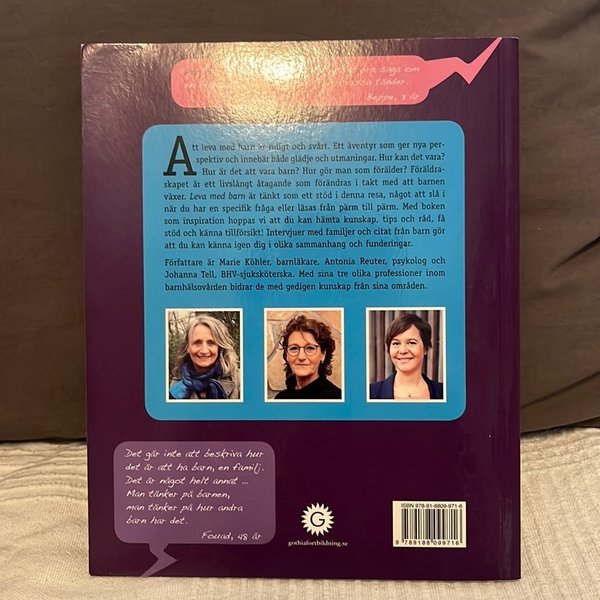 en saga om
vassa tänder.
Beppe, 3 år
Att leva med barn är roligt och svårt. Ett äventyr som ger nya per-
spektiv och innebär både glädje och utmaningar. Hur kan det vara?
Hur är det att vara barn? Hur gör man som förälder? Föräldra-
skapet är ett livslångt åtagande som förändras i takt med att barnen
växer. Leva med barn är tänkt som ett stöd i denna resa, något att slå i
när du har en specifik fråga eller läsas från pärm till pärm. Med boken
som inspiration hoppas vi att du kan hämta kunskap, tips och råd, få
stöd och känna tillförsikt! Intervjuer med familjer och citat från barn gör
att du kan känna igen dig i olika sammanhang och funderingar.
Författare är Marie Köhler, barnläkare, Antonia Reuter, psykolog och
Johanna Tell, BHV-sjuksköterska. Med sina tre olika professioner inom
barnhälsovården bidrar de med gedigen kunskap från sina områden.
Det går inte att beskriva hur
det är att ha barn, en familj.
Det är något helt annat ...
Man tänker på barnen,
man tänker på hur andra
barn har det.
Fouad, 48 år
G
gothiafortbildning.se
ISBN 978-91-8809-971-6
9 789188 099716